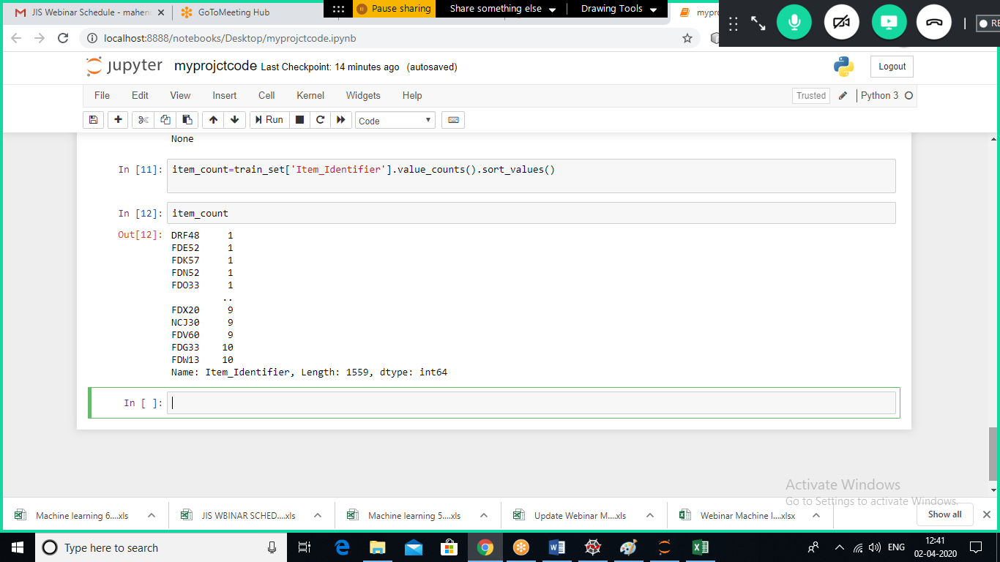 JIS Webinar Schedule - mahend
GoToMeeting Hub
Pause sharing
Share something else
Drawing Tools
myproj
RE
localhost:8888/notebooks/Desktop/myprojctcode.ipynb
jupyter myprojctcode Last Checkpoint: 14 minutes ago (autosaved)
Logout
File Edit View Insert Cell Kernel Widgets Help
Trusted Python 3
Run Code
None
In [11]: item_count=train_set['Item_Identifier'].value_counts().sort_values()
In [12]: item_count
Out[12]: DRF48 1
FDE52 1
FDK57 1
FDN52 1
FDO33 1
..
FDX20 9
NCJ30 9
FDV60 9
FDG33 10
FDW13 10
Name: Item_Identifier, Length: 1559, dtype: int64
In [ ]:
Activate Windows
Go to Settings to activate Windows.
Machine learning 6....xls
JIS WBINAR SCHED....xls
Machine learning 5....xls
Update Webinar M....xls
Webinar Machine l....xlsx
Show all
Type here to search
ENG
12:41
02-04-2020